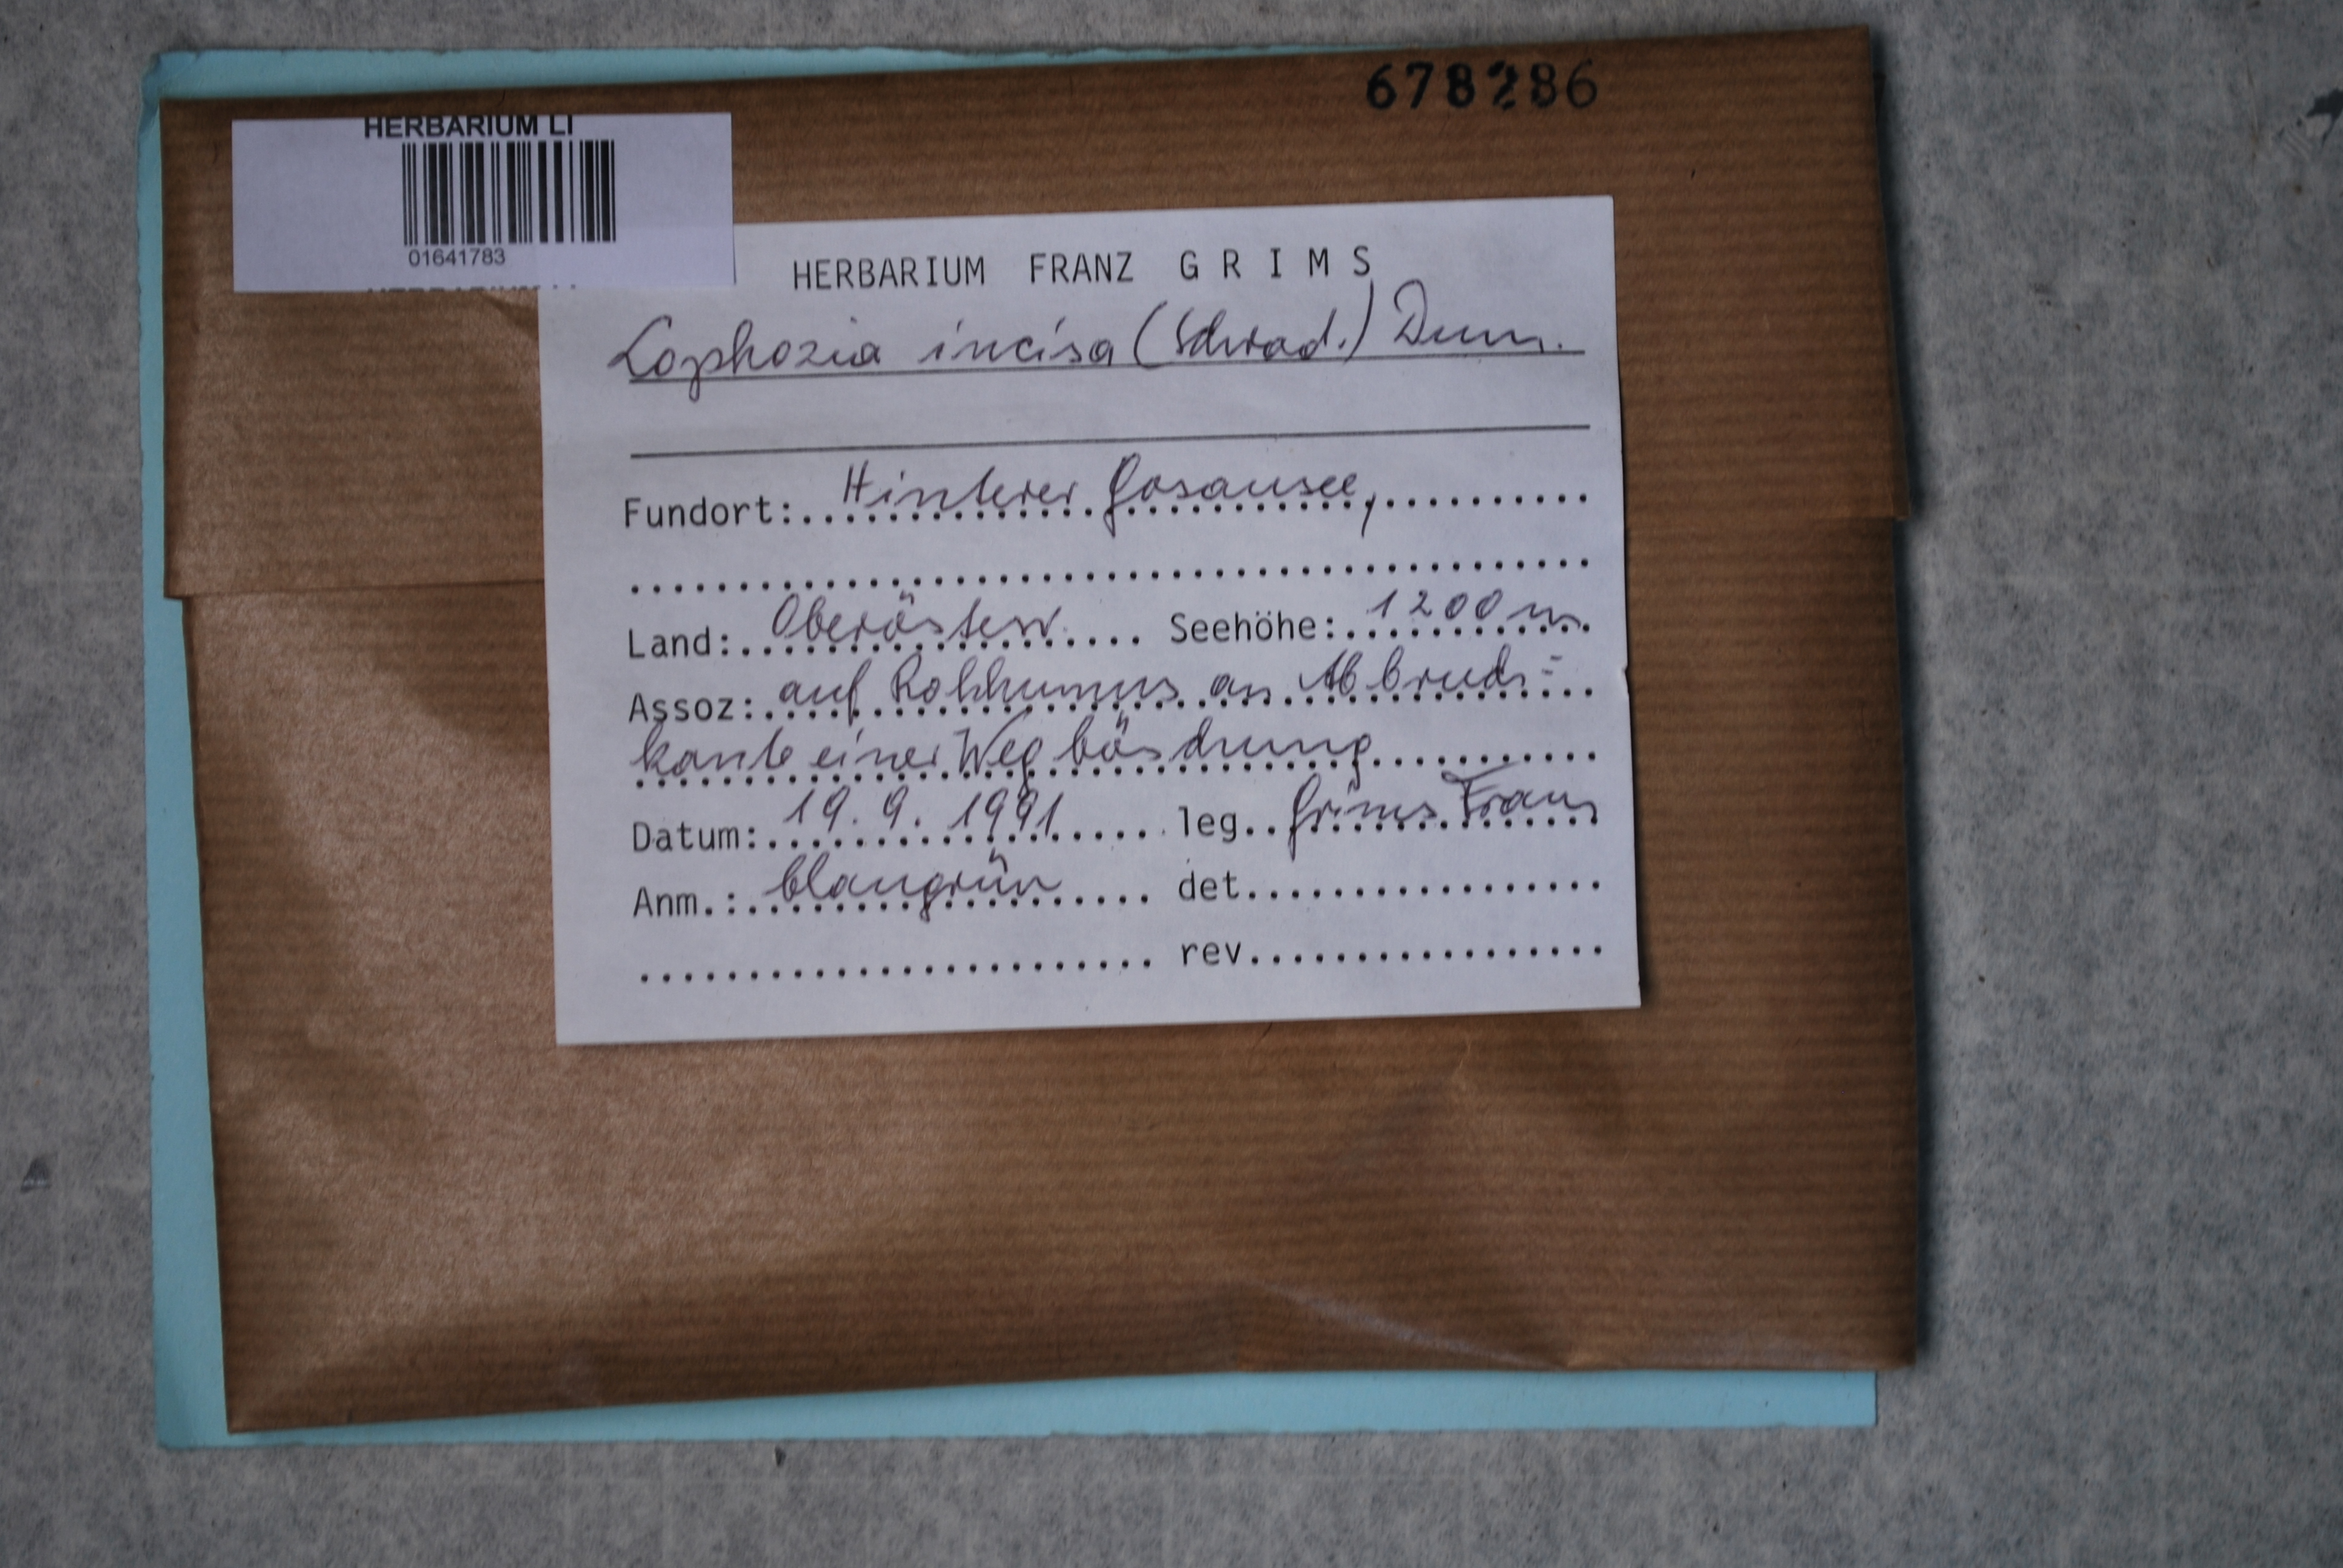 678286
HERBARIUM LI
01641783
HERBARIUM FRANZ G R I M S
Lophozia incisa (Schrad.) Dum.
Fundort: Hinterer Gosausee,
Land: Oberösterr. Seehöhe: 1200 m
Assoz: auf Rohhumus an Abbruch=
kante einer Wegböschung
Datum: 19. 9. 1991 leg. Grims Franz
Anm.: blaugrün det.
rev.